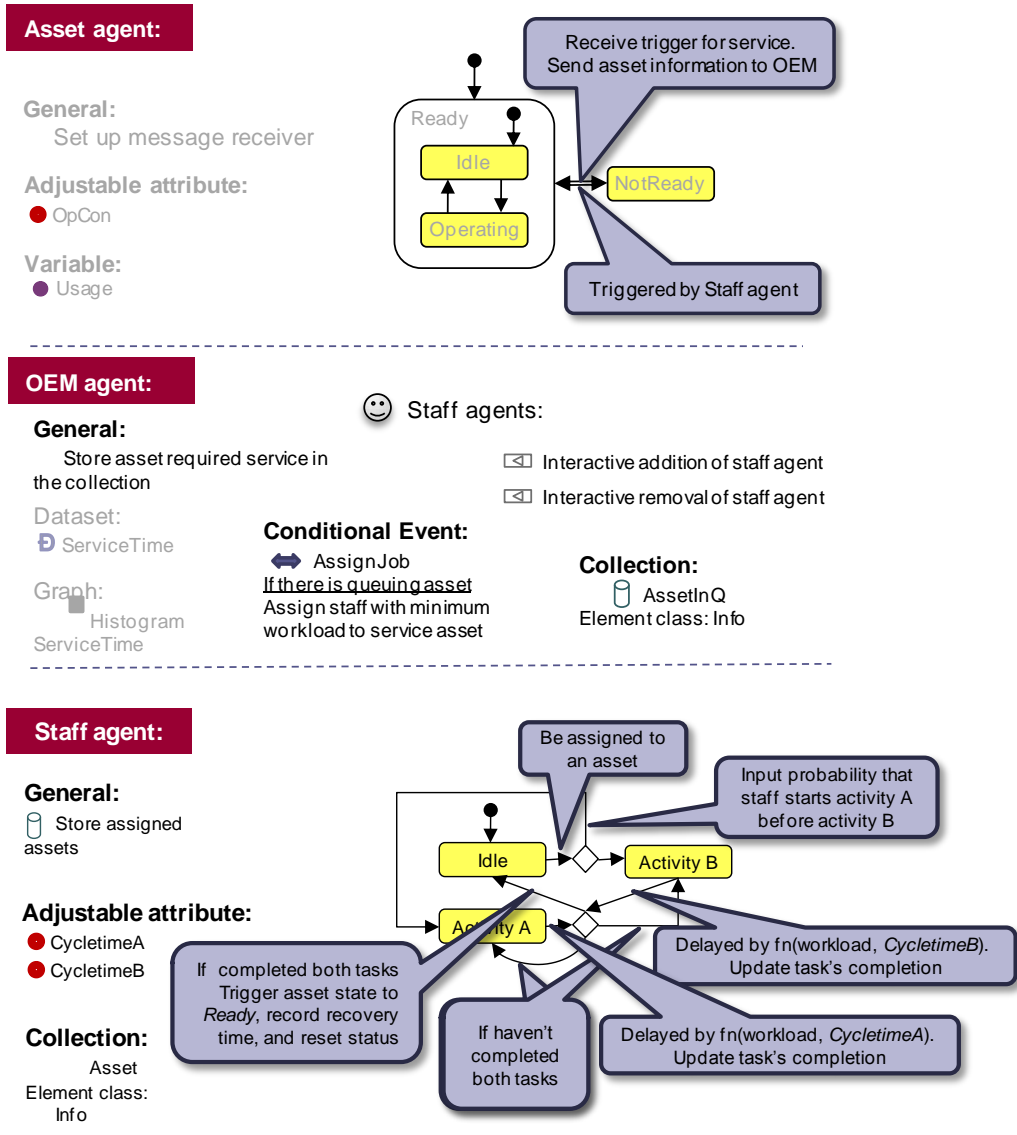 Asset agent:
Receive trigger for service.
Send asset information to OEM
General:
Set up message receiver
Ready
Idle
NotReady
Adjustable attribute:
OpCon
Operating
Variable:
Usage
Triggered by Staff agent
OEM agent:
Staff agents:
General:
Store asset required service in
the collection
Interactive addition of staff agent
Interactive removal of staff agent
Dataset:
ServiceTime
Conditional Event:
AssignJob
If there is queuing asset
Assign staff with minimum
workload to service asset
Collection:
AssetInQ
Element class: Info
Graph:
Histogram
ServiceTime
Staff agent:
Be assigned to
an asset
Input probability that
staff starts activity A
before activity B
General:
Store assigned
assets
Idle
Activity B
Adjustable attribute:
CycletimeA
CycletimeB
Activity A
If completed both tasks
Trigger asset state to
Ready, record recovery
time, and reset status
If haven't
completed
both tasks
Delayed by fn(workload, CycletimeB).
Update task's completion
Delayed by fn(workload, CycletimeA).
Update task's completion
Collection:
Asset
Element class:
Info